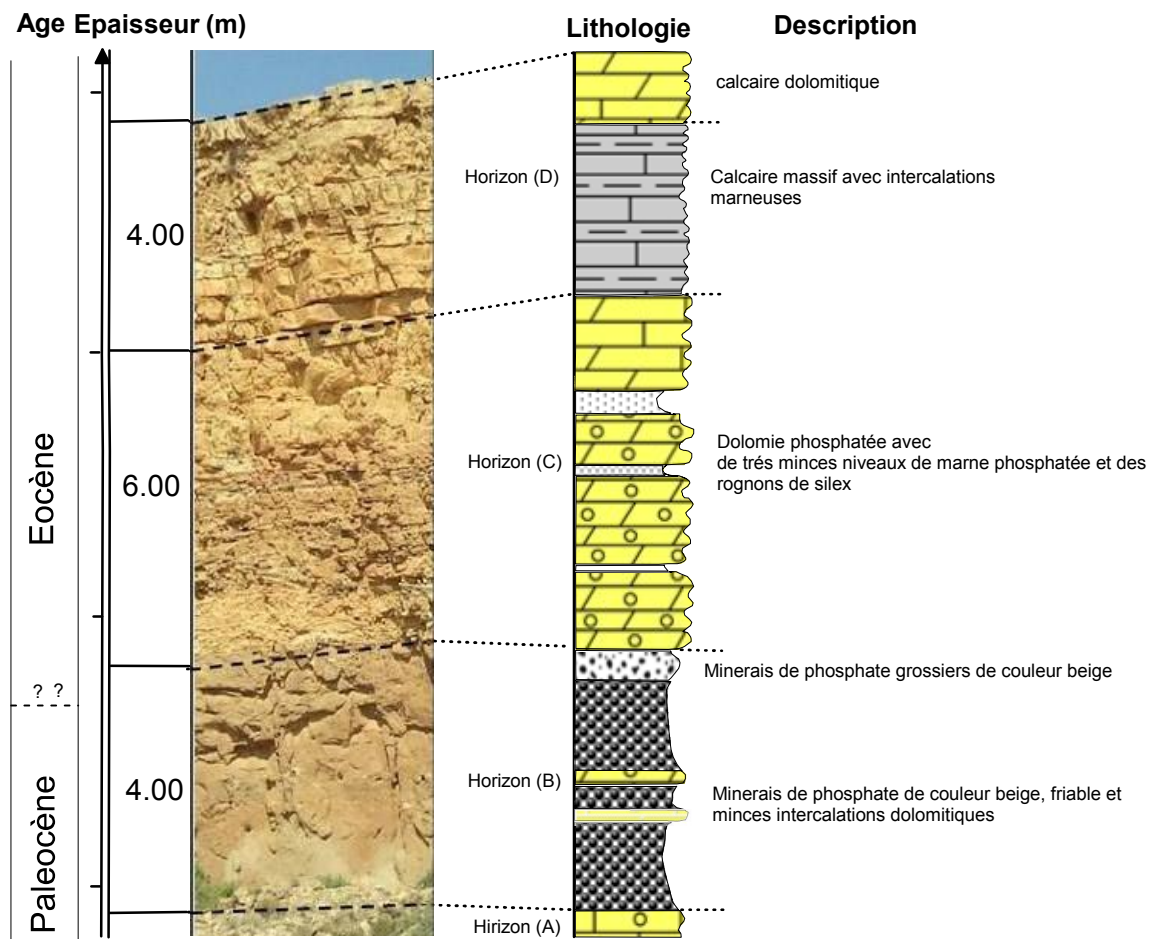 Age Epaisseur (m) Lithologie Description
calcaire dolomitique
Horizon (D)
Calcaire massif avec intercalations
marneuses
4.00
Eocène
6.00
Horizon (C)
Dolomie phosphatée avec
de trés minces niveaux de marne phosphatée et des
rognons de silex
Minerais de phosphate grossiers de couleur beige
? ?
Paleocène
4.00
Horizon (B)
Minerais de phosphate de couleur beige, friable et
minces intercalations dolomitiques
Hirizon (A)